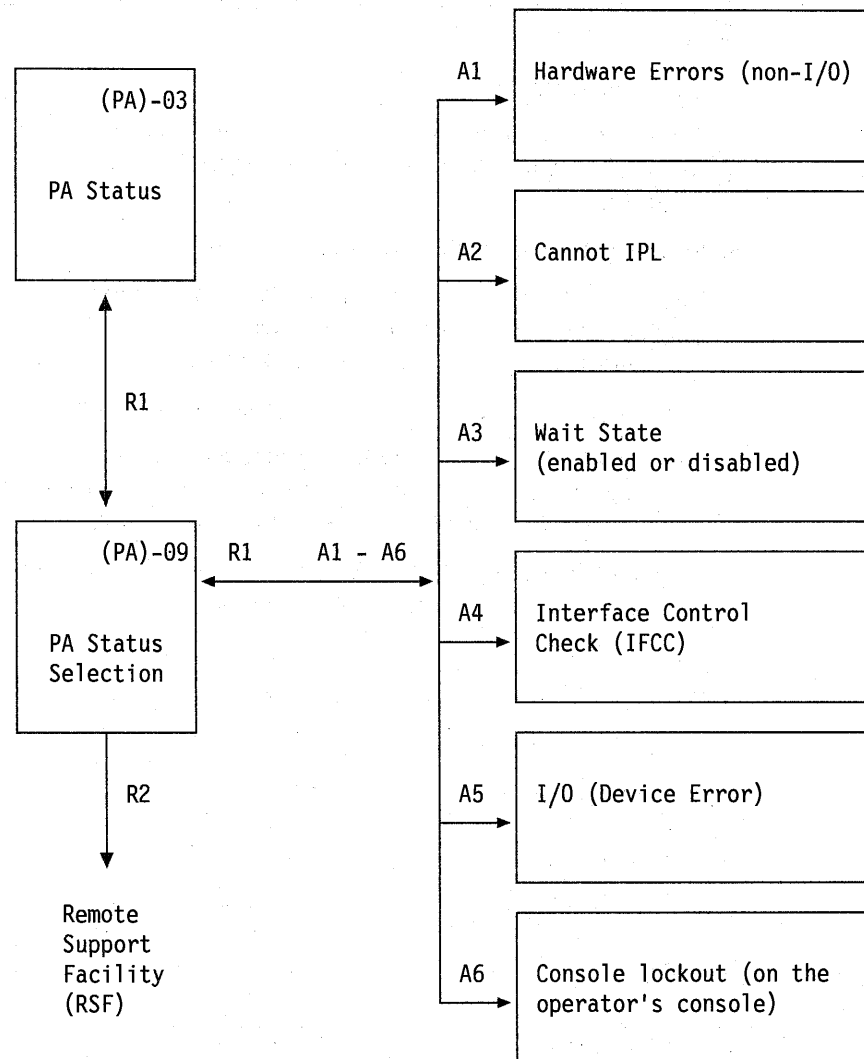 (PA)-03
PA Status
R1
(PA)-09
PA Status
Selection
R1 A1 - A6
R2
Remote
Support
Facility
(RSF)
A1
Hardware Errors (non-I/O)
A2
Cannot IPL
A3
Wait State
(enabled or disabled)
A4
Interface Control
Check (IFCC)
A5
I/O (Device Error)
A6
Console lockout (on the
operator's console)